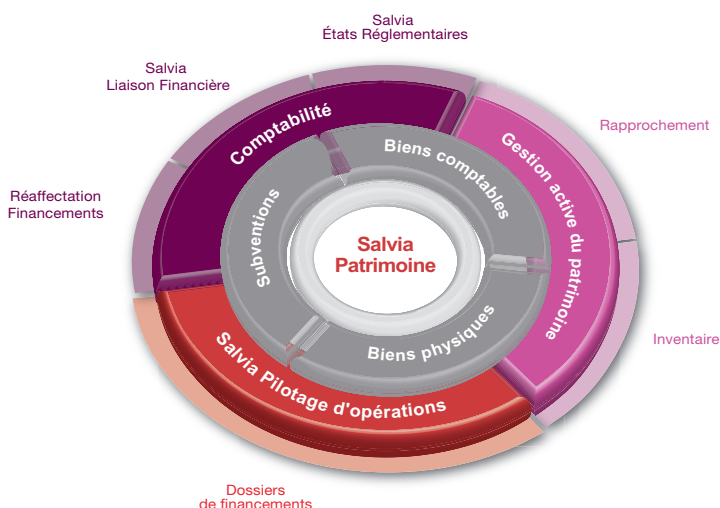 Salvia
États Réglementaires
Salvia
Liaison Financière
Comptabilité
Rapprochement
Gestion active du patrimoine
Biens comptables
Réaffectation
Financements
Subventions
Salvia
Patrimoine
Biens physiques
Inventaire
Salvia Pilotage d'opérations
Dossiers
de financements